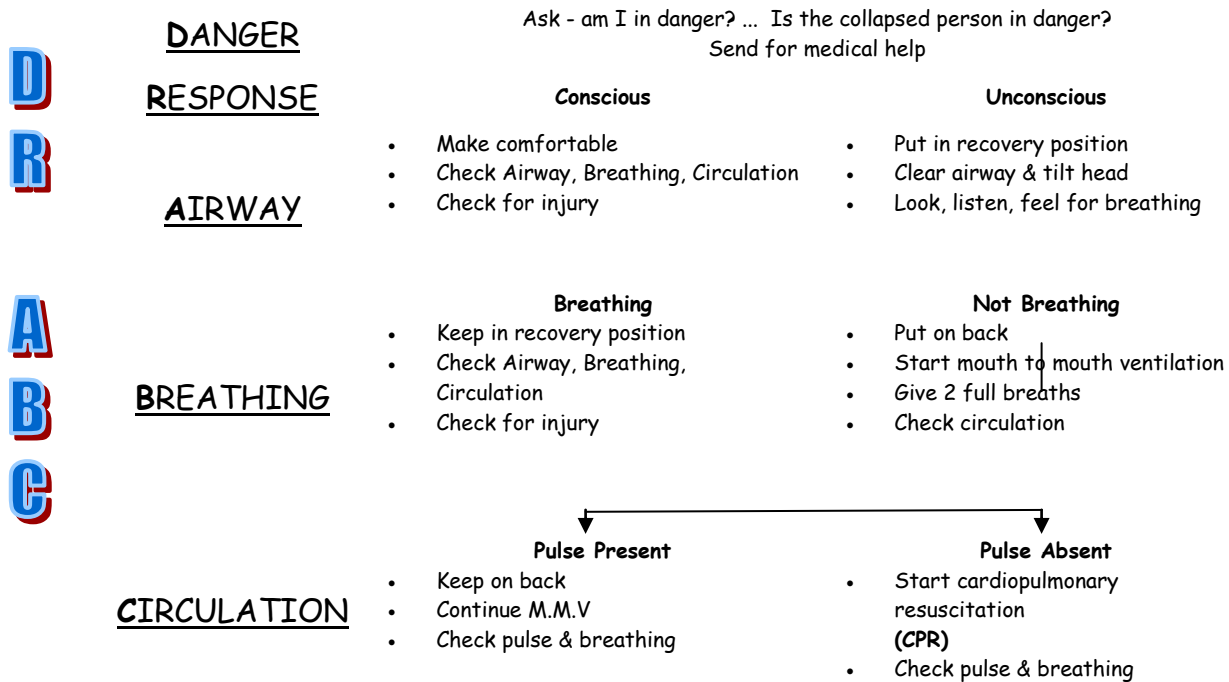 D
R
A
B
C
DANGER
Ask - am I in danger? ... Is the collapsed person in danger?
Send for medical help
RESPONSE
Conscious
Unconscious
• Make comfortable
• Check Airway, Breathing, Circulation
• Check for injury
• Put in recovery position
• Clear airway & tilt head
• Look, listen, feel for breathing
AIRWAY
Breathing
• Keep in recovery position
• Check Airway, Breathing,
Circulation
• Check for injury
Not Breathing
• Put on back
• Start mouth to mouth ventilation
• Give 2 full breaths
• Check circulation
BREATHING
Pulse Present
• Keep on back
• Continue M.M.V
• Check pulse & breathing
Pulse Absent
• Start cardiopulmonary
resuscitation
(CPR)
• Check pulse & breathing
CIRCULATION